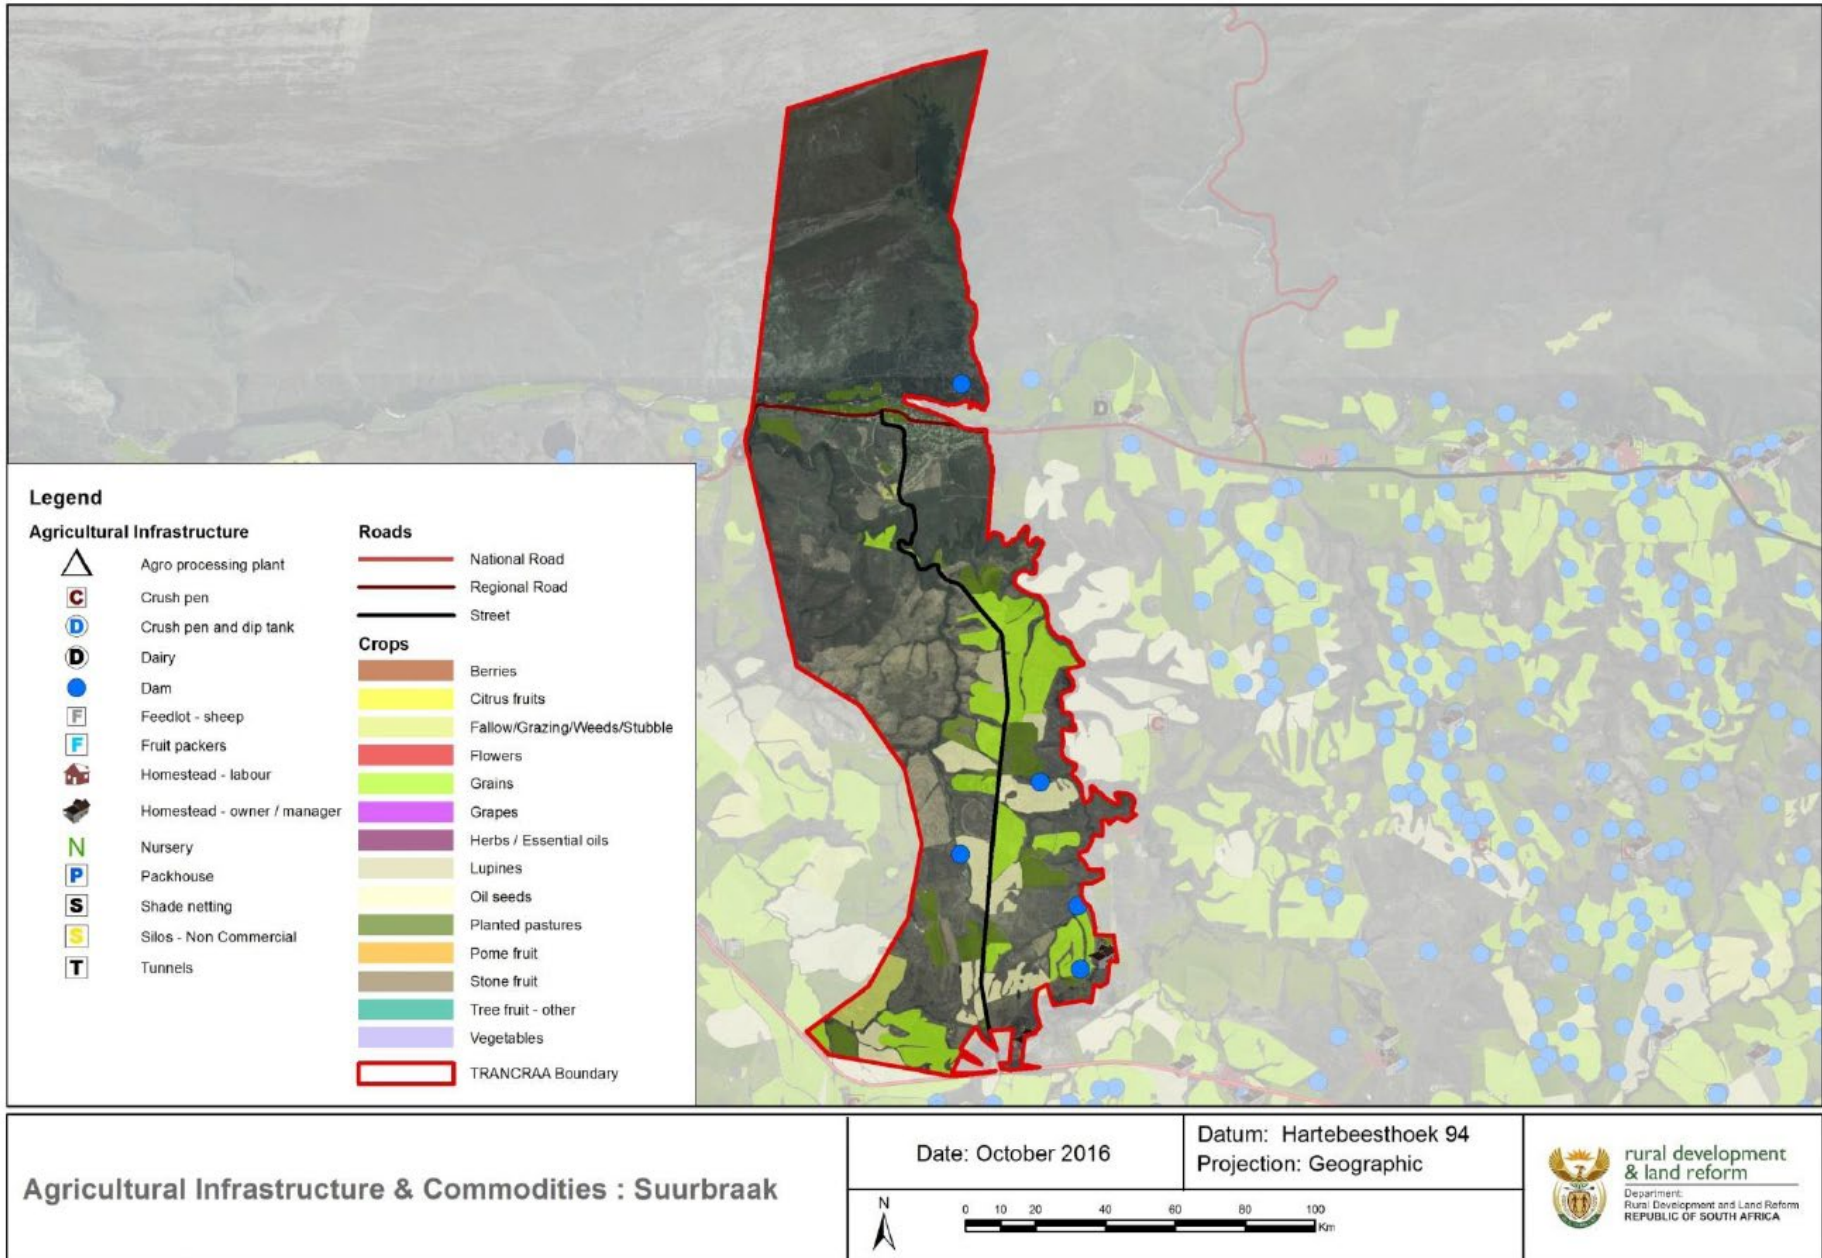 Legend
Agricultural Infrastructure
Agro processing plant
C Crush pen
D Crush pen and dip tank
D Dairy
Dam
F Feedlot - sheep
F Fruit packers
Homestead - labour
Homestead - owner / manager
N Nursery
P Packhouse
S Shade netting
S Silos - Non Commercial
T Tunnels
Roads
National Road
Regional Road
Street
Crops
Berries
Citrus fruits
Fallow/Grazing/Weeds/Stubble
Flowers
Grains
Grapes
Herbs / Essential oils
Lupines
Oil seeds
Planted pastures
Pome fruit
Stone fruit
Tree fruit - other
Vegetables
TRANCRAA Boundary
D
C
Agricultural Infrastructure & Commodities : Suurbraak
Date: October 2016
N
0 10 20 40 60 80 100
Km
Datum: Hartebeesthoek 94
Projection: Geographic
rural development
& land reform
Department:
Rural Development and Land Reform
REPUBLIC OF SOUTH AFRICA